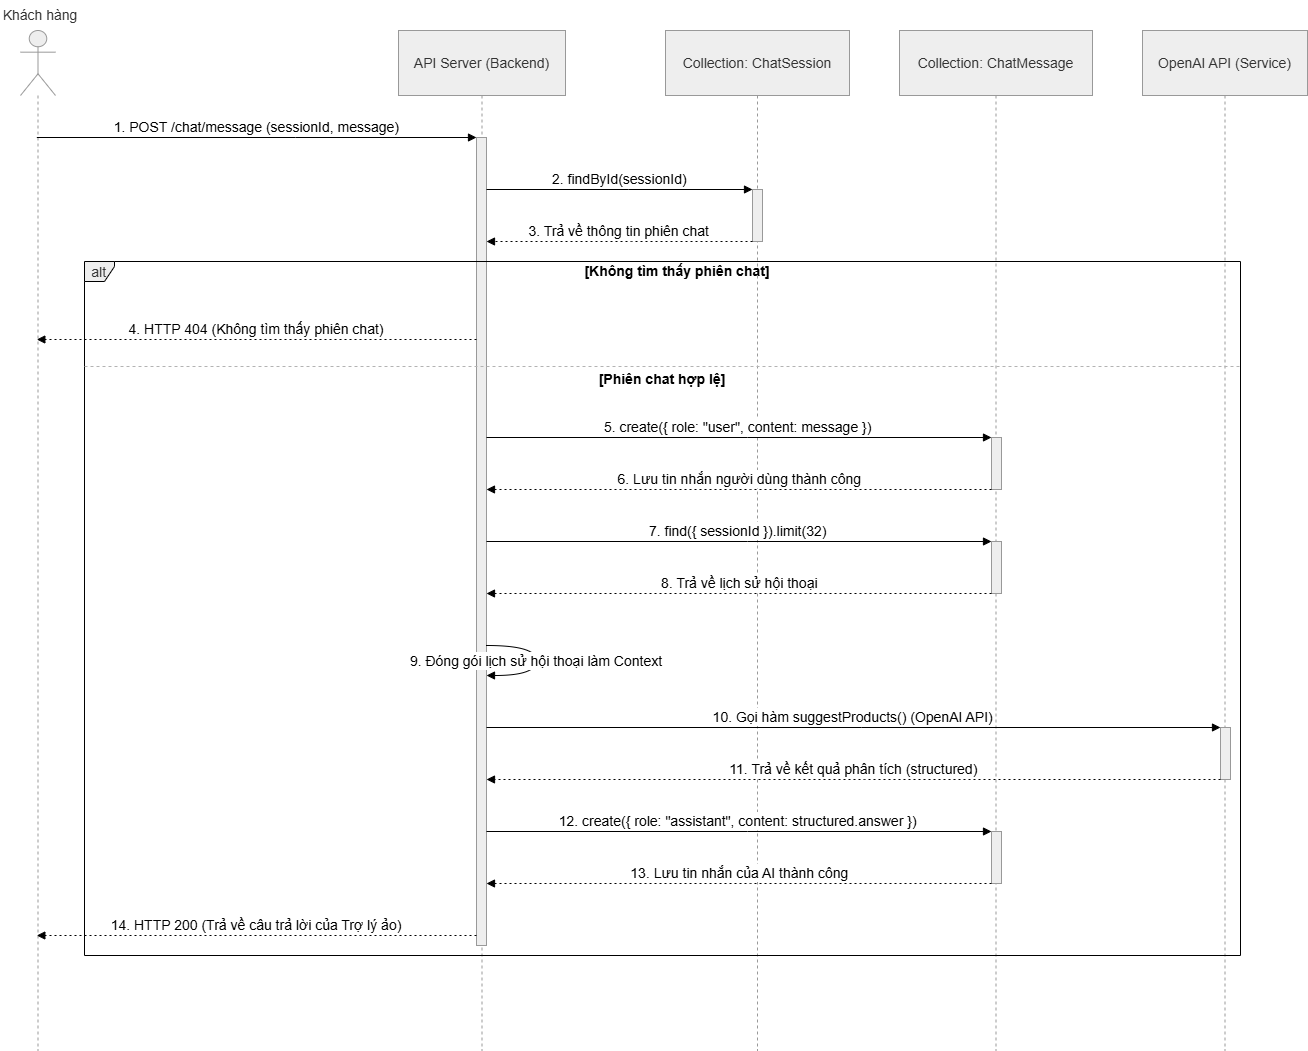 Khách hàng
API Server (Backend)
Collection: ChatSession
Collection: ChatMessage
OpenAI API (Service)
1. POST /chat/message (sessionId, message)
2. findById(sessionId)
3. Trả về thông tin phiên chat
alt
[Không tìm thấy phiên chat]
4. HTTP 404 (Không tìm thấy phiên chat)
[Phiên chat hợp lệ]
5. create({ role: "user", content: message })
6. Lưu tin nhắn người dùng thành công
7. find({ sessionId }).limit(32)
8. Trả về lịch sử hội thoại
9. Đóng gói lịch sử hội thoại làm Context
10. Gọi hàm suggestProducts() (OpenAI API)
11. Trả về kết quả phân tích (structured)
12. create({ role: "assistant", content: structured.answer })
13. Lưu tin nhắn của AI thành công
14. HTTP 200 (Trả về câu trả lời của Trợ lý ảo)